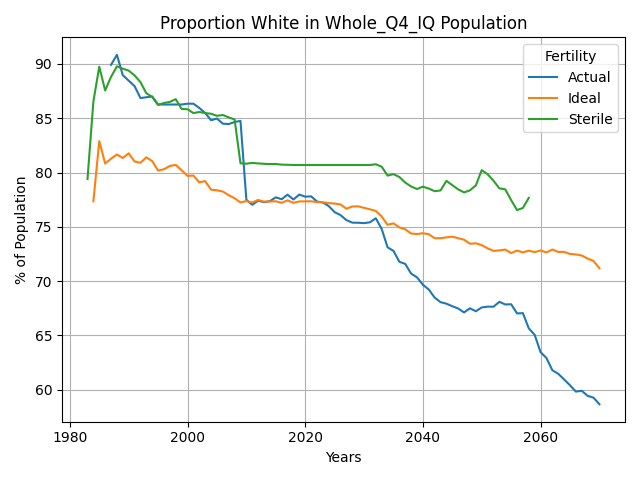 Proportion White in Whole_Q4_IQ Population
% of Population
90
85
80
75
70
65
60
1980
2000
2020
2040
2060
Years
Fertility
Actual
Ideal
Sterile